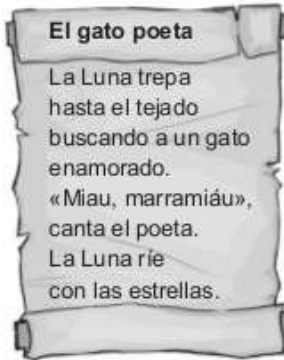 El gato poeta
La Luna trepa
hasta el tejado
buscando a un gato
enamorado.
«Miau, marramiáu»,
canta el poeta.
La Luna ríe
con las estrellas.